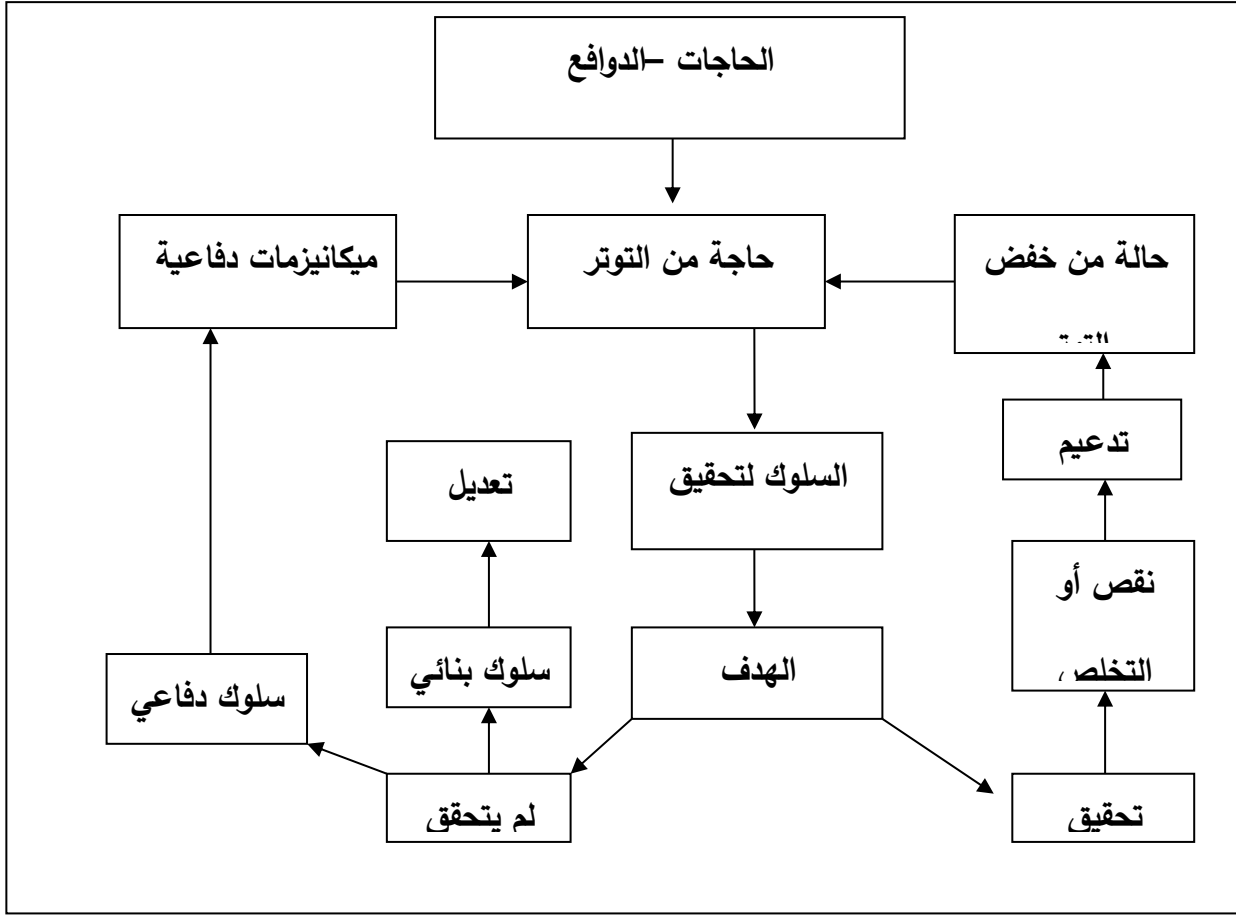 الحاجات –الدوافع
حالة من خفض
حاجة من التوتر
ميكانيزمات دفاعية
تدعيم
السلوك لتحقيق
تعديل
نقص أو
التخلص
الهدف
سلوك بنائي
سلوك دفاعي
تحقيق
لم يتحقق